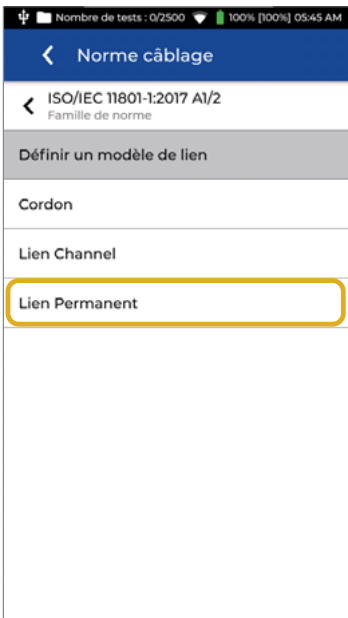 Nombre de tests : 0/2500 100% [100%] 05:45 AM
Norme câblage
ISO/IEC 11801-1:2017 A1/2
Famille de norme
Définir un modèle de lien
Cordon
Lien Channel
Lien Permanent